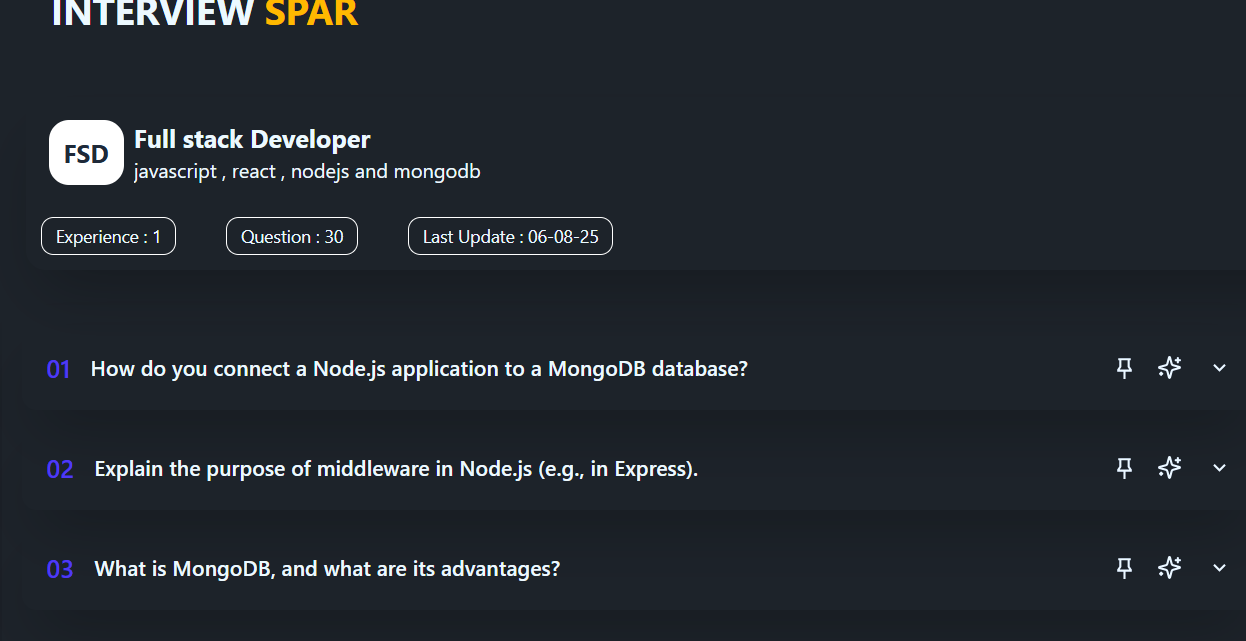 INTERVIEW SPAR
FSD
Full stack Developer
javascript , react , nodejs and mongodb
Experience : 1
Question : 30
Last Update : 06-08-25
01 How do you connect a Node.js application to a MongoDB database?
02 Explain the purpose of middleware in Node.js (e.g., in Express).
03 What is MongoDB, and what are its advantages?